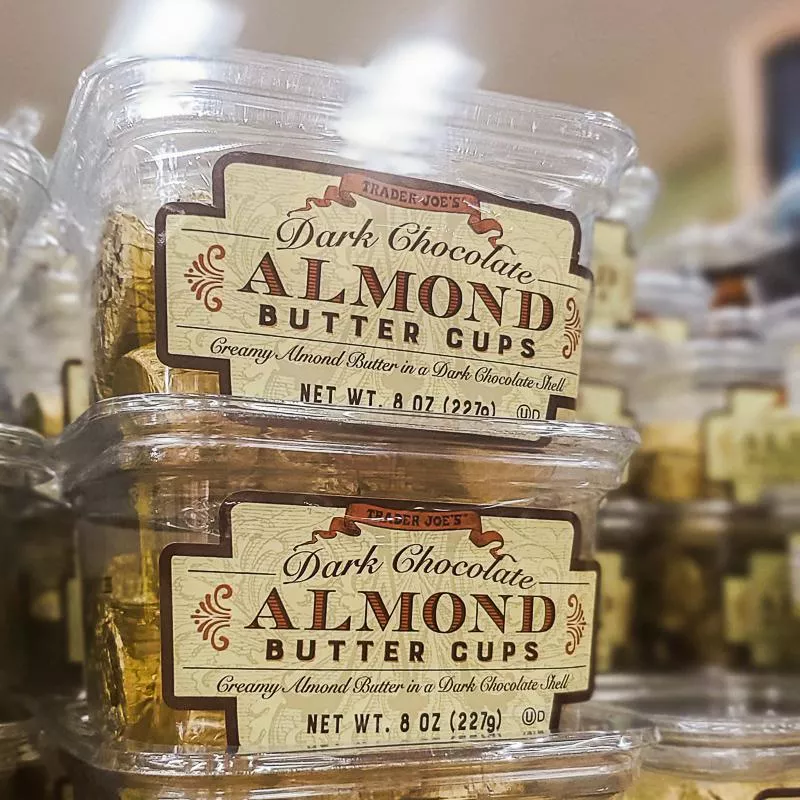 TRADER JOE'S
Dark Chocolate
ALMOND
BUTTER CUPS
Creamy Almond Butter in a Dark Chocolate Shell
NET WT. 8 OZ (227g)
U D
TRADER JOE'S
Dark Chocolate
ALMOND
BUTTER CUPS
Creamy Almond Butter in a Dark Chocolate Shell
NET WT. 8 OZ (227g)
U D